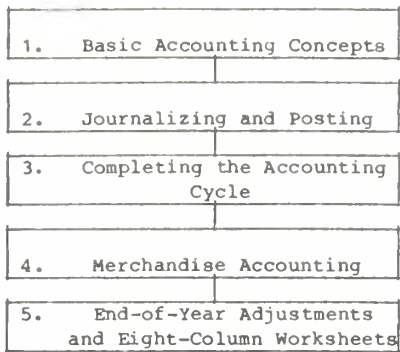 1. Basic Accounting Concepts
2. Journalizing and Posting
3. Completing the Accounting
Cycle
4. Merchandise Accounting
5. End-of-Year Adjustments
and Eight-Column Worksheets